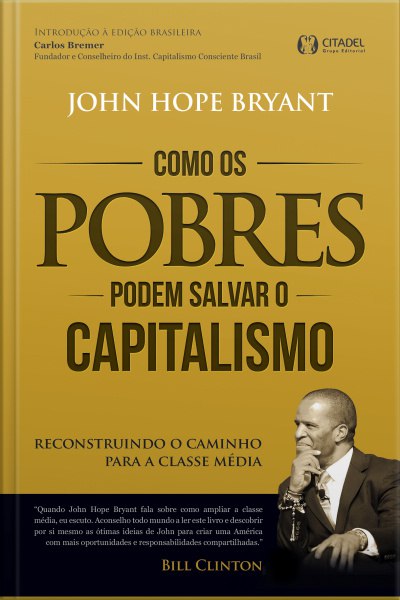 Introdução à edição brasileira
Carlos Bremer
Fundador e Conselheiro do Inst. Capitalismo Consciente Brasil
CITADEL
Grupo Editorial
JOHN HOPE BRYANT
COMO OS
POBRES
PODEM SALVAR O
CAPITALISMO
RECONSTRUINDO O CAMINHO
PARA A CLASSE MÉDIA
“Quando John Hope Bryant fala sobre como ampliar a classe
média, eu escuto. Aconselho todo mundo a ler este livro e descobrir
por si mesmo as ótimas ideias de John para criar uma América
com mais oportunidades e responsabilidades compartilhadas.”
Bill Clinton